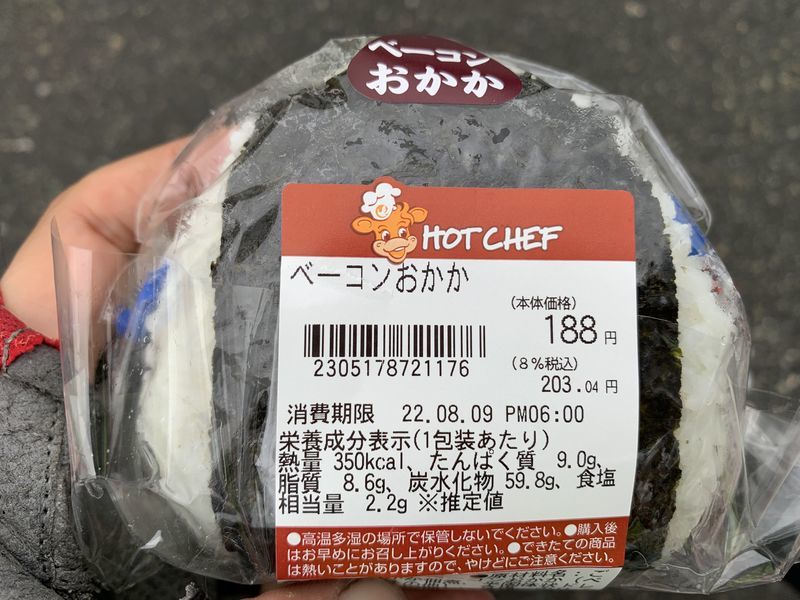 ベーコン
おかか
HOT CHEF
ベーコンおかか
(本体価格)
188円
2305178721176
(8%税込)
203.04円
消費期限 22.08.09 PM06:00
栄養成分表示(1包装あたり)
熱量 350kcal、たんぱく質 9.0g、
脂質 8.6g、炭水化物 59.8g、食塩
相当量 2.2g ※推定値
●高温多湿の場所で保管しないでください。●購入後
はお早めにお召し上がりください。●できたての商品
は熱いことがありますので、やけどにご注意ください。